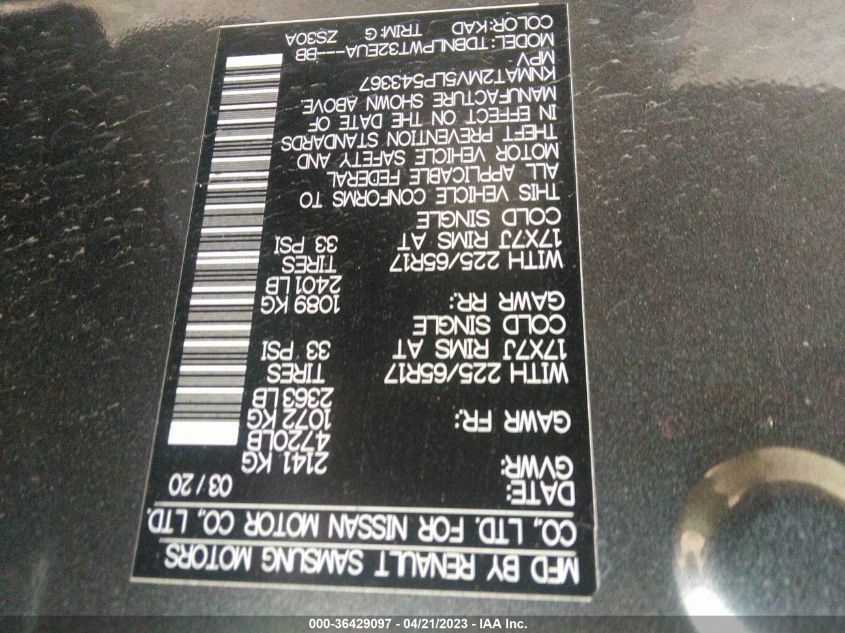 MFD BY RENAULT SAMSUNG MOTORS
CO., LTD. FOR NISSAN MOTOR CO., LTD.
DATE: 03 / 20
GVWR: 2141 KG
4720LB
GAWR FR: 1072 KG
2363 LB
WITH 225/65R17 TIRES
17X7J RIMS AT 33 PSI
COLD SINGLE
GAWR RR: 1089 KG
2401 LB
WITH 225/65R17 TIRES
17X7J RIMS AT 33 PSI
COLD SINGLE
THIS VEHICLE CONFORMS TO
ALL APPLICABLE FEDERAL
MOTOR VEHICLE SAFETY AND
THEFT PREVENTION STANDARDS
IN EFFECT ON THE DATE OF
MANUFACTURE SHOWN ABOVE
KNMAT2MV5LP543367
MPV
MODEL: TDBNLPWT32EUA---BB
COLOR: KAD TRIM: G ZS30A
000-36429097 - 04/21/2023 - IAA Inc.